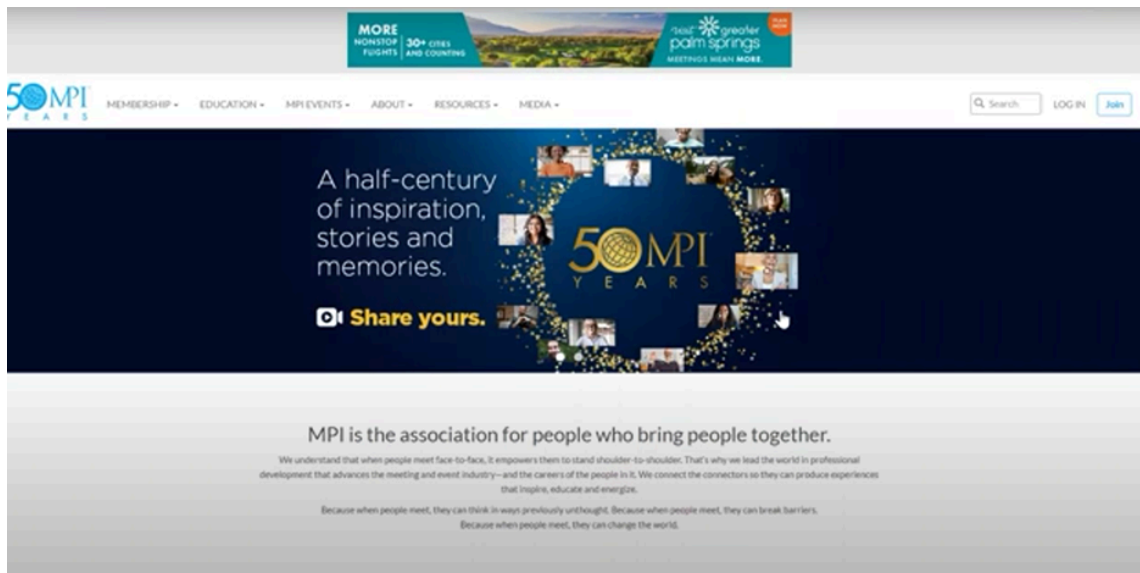 MORE
NONSTOP
FLIGHTS
30+ CITIES
AND COUNTING
visit greater
palm springs
MEETINGS MEAN MORE.
PLAN
NOW
50 MPI
YEARS
MEMBERSHIP
EDUCATION
MPI EVENTS
ABOUT
RESOURCES
MEDIA
Search
LOG IN
Join
A half-century
of inspiration,
stories and
memories.
Share yours.
50 MPI
YEARS
MPI is the association for people who bring people together.
We understand that when people meet face-to-face, it empowers them to stand shoulder-to-shoulder. That's why we lead the world in professional
development that advances the meeting and event industry—and the careers of the people in it. We connect the connectors so they can produce experiences
that inspire, educate and energize.
Because when people meet, they can think in ways previously unthought. Because when people meet, they can break barriers.
Because when people meet, they can change the world.